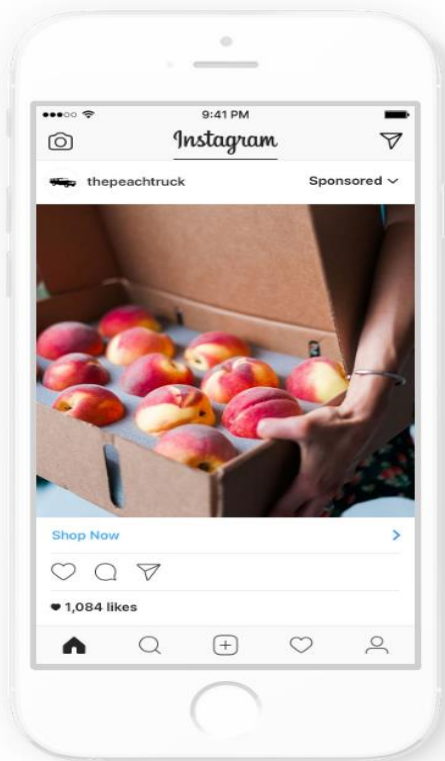 9:41 PM
Instagram
thepeachtruck Sponsored
Shop Now
1,084 likes